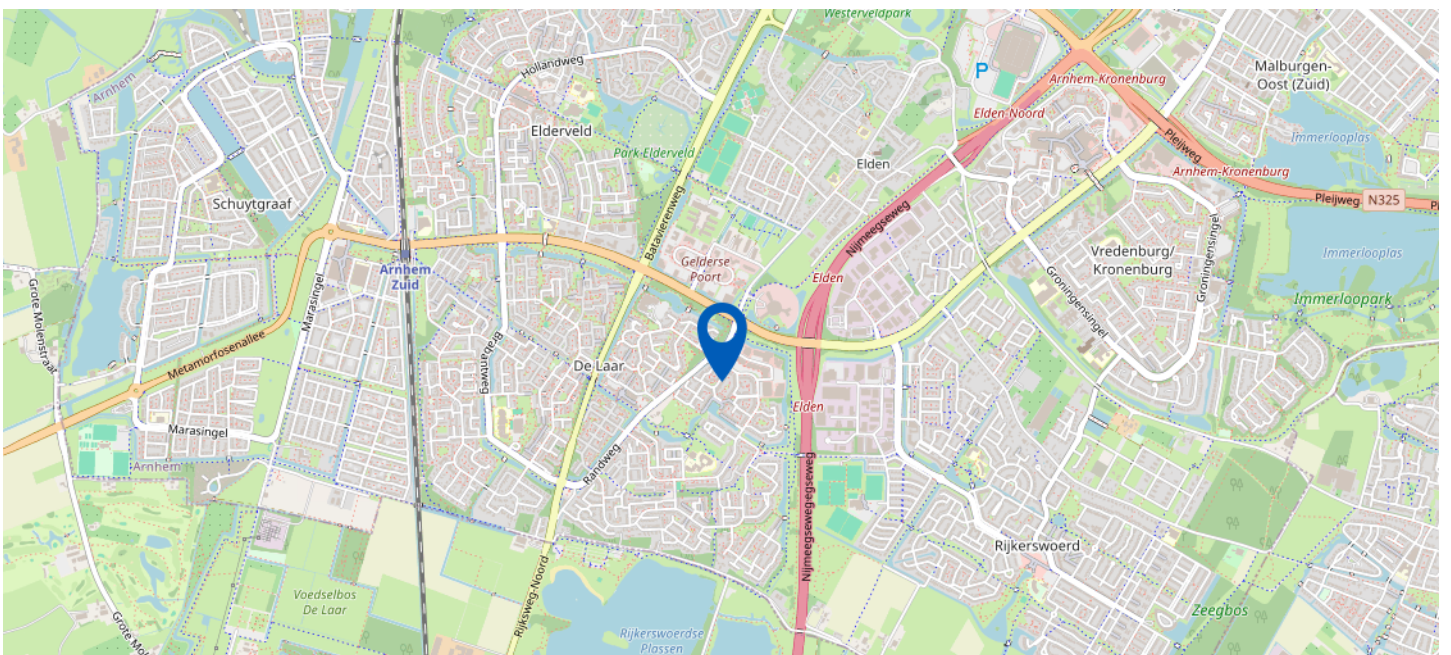 Westerveldpark
Hollandweg
Arnhem
P
Arnhem-Kronenburg
Malburgen-
Oost (Zuid)
Elden Noord
Elderveld
Park Elderveld
Elden
Pleijweg
Immerlooplas
Arnhem-Kronenburg
Schuytgraaf
Batavierenweg
Nijmeegseweg
Pleijweg
N325
Arnhem
Zuid
Gelderse
Poort
Elden
Vredenburg/
Kronenburg
Groningensingel
Groningensingel
Immerlooplas
Immerloopark
Grote Molenstraat
Marasingel
Metamorfosenallee
Brabantweg
De Laar
Elden
Marasingel
Arnhem
Randweg
Nijmeegseweg
Rijkerswoerd
Voedselbos
De Laar
Rijksweg-Noord
Rijkerswoerdse
Plassen
Zeegbos